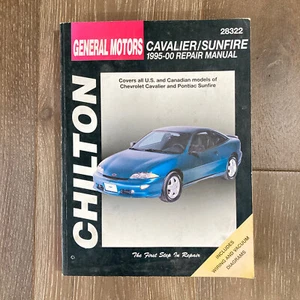 28322
GENERAL MOTORS
CAVALIER/SUNFIRE
1995-00 REPAIR MANUAL
Covers all U.S. and Canadian models of
Chevrolet Cavalier and Pontiac Sunfire
CHILTON
INCLUDES
WIRING AND VACUUM
DIAGRAMS
The First Step In Repair